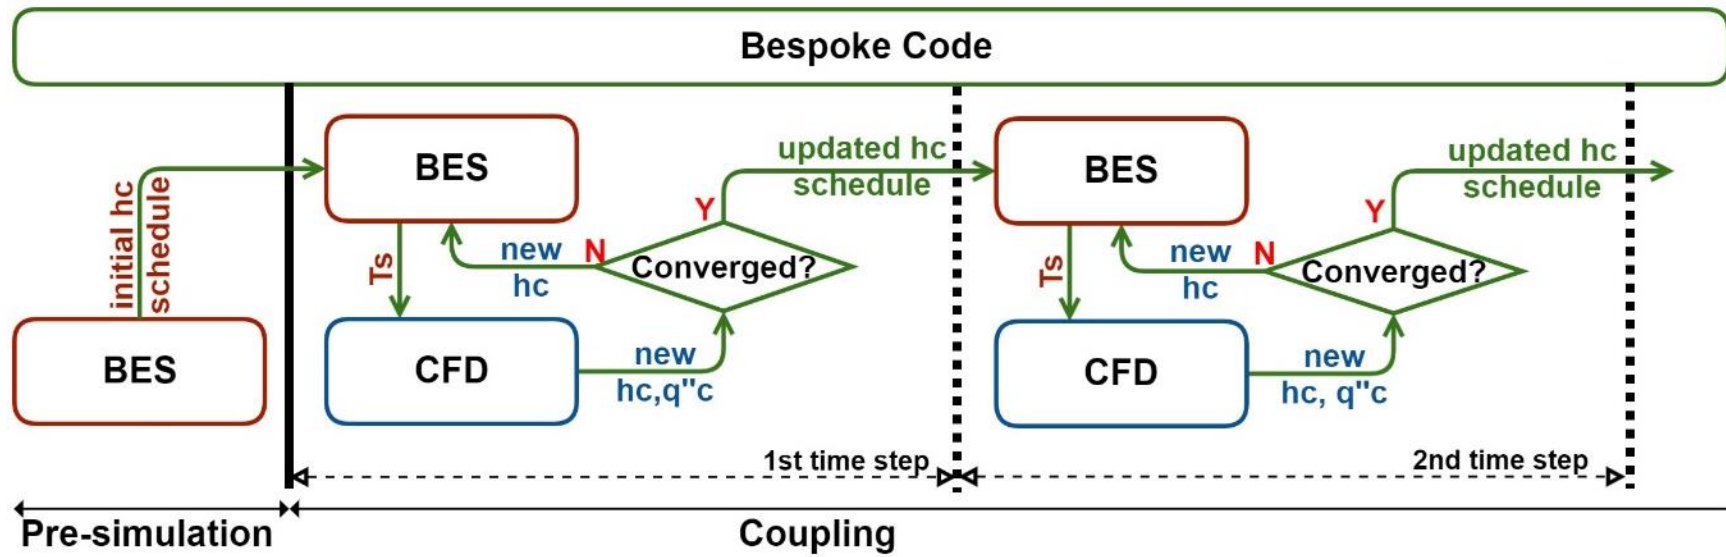 Bespoke Code
initial hc
schedule
BES
BES
Ts
CFD
new
hc
N
Converged?
Y
new
hc,q"c
updated hc
schedule
1st time step
BES
Ts
CFD
new
hc
N
Converged?
Y
new
hc, q"c
updated hc
schedule
2nd time step
Pre-simulation
Coupling